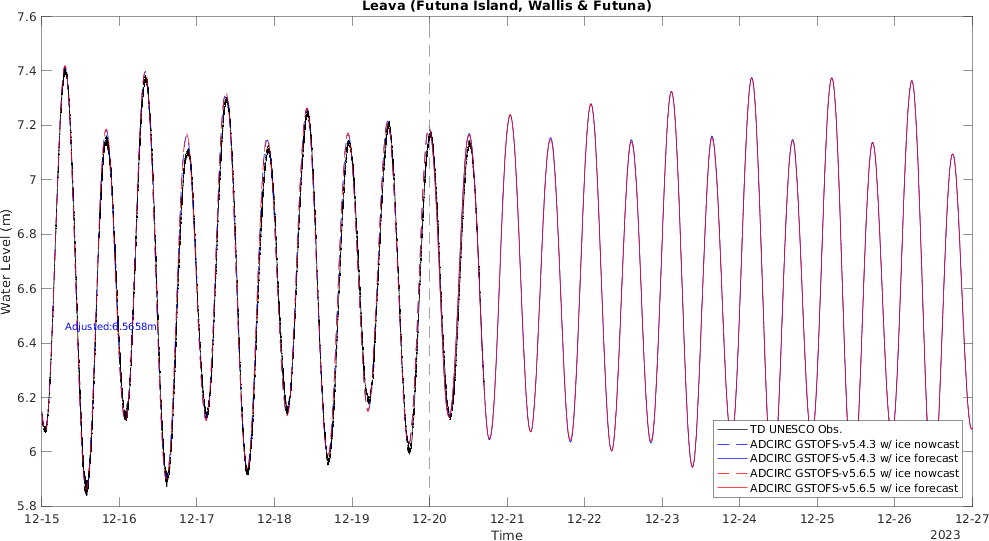 Leava (Futuna Island, Wallis & Futuna)
7.6
7.4
7.2
7
6.8
6.6
6.4
6.2
6
5.8
Water Level (m)
Adjusted:6.5658m
TD UNESCO Obs.
ADCIRC GSTOFS-v5.4.3 w/ ice nowcast
ADCIRC GSTOFS-v5.4.3 w/ ice forecast
ADCIRC GSTOFS-v5.6.5 w/ ice nowcast
ADCIRC GSTOFS-v5.6.5 w/ ice forecast
12-15 12-16 12-17 12-18 12-19 12-20 12-21 12-22 12-23 12-24 12-25 12-26 12-27
Time
2023